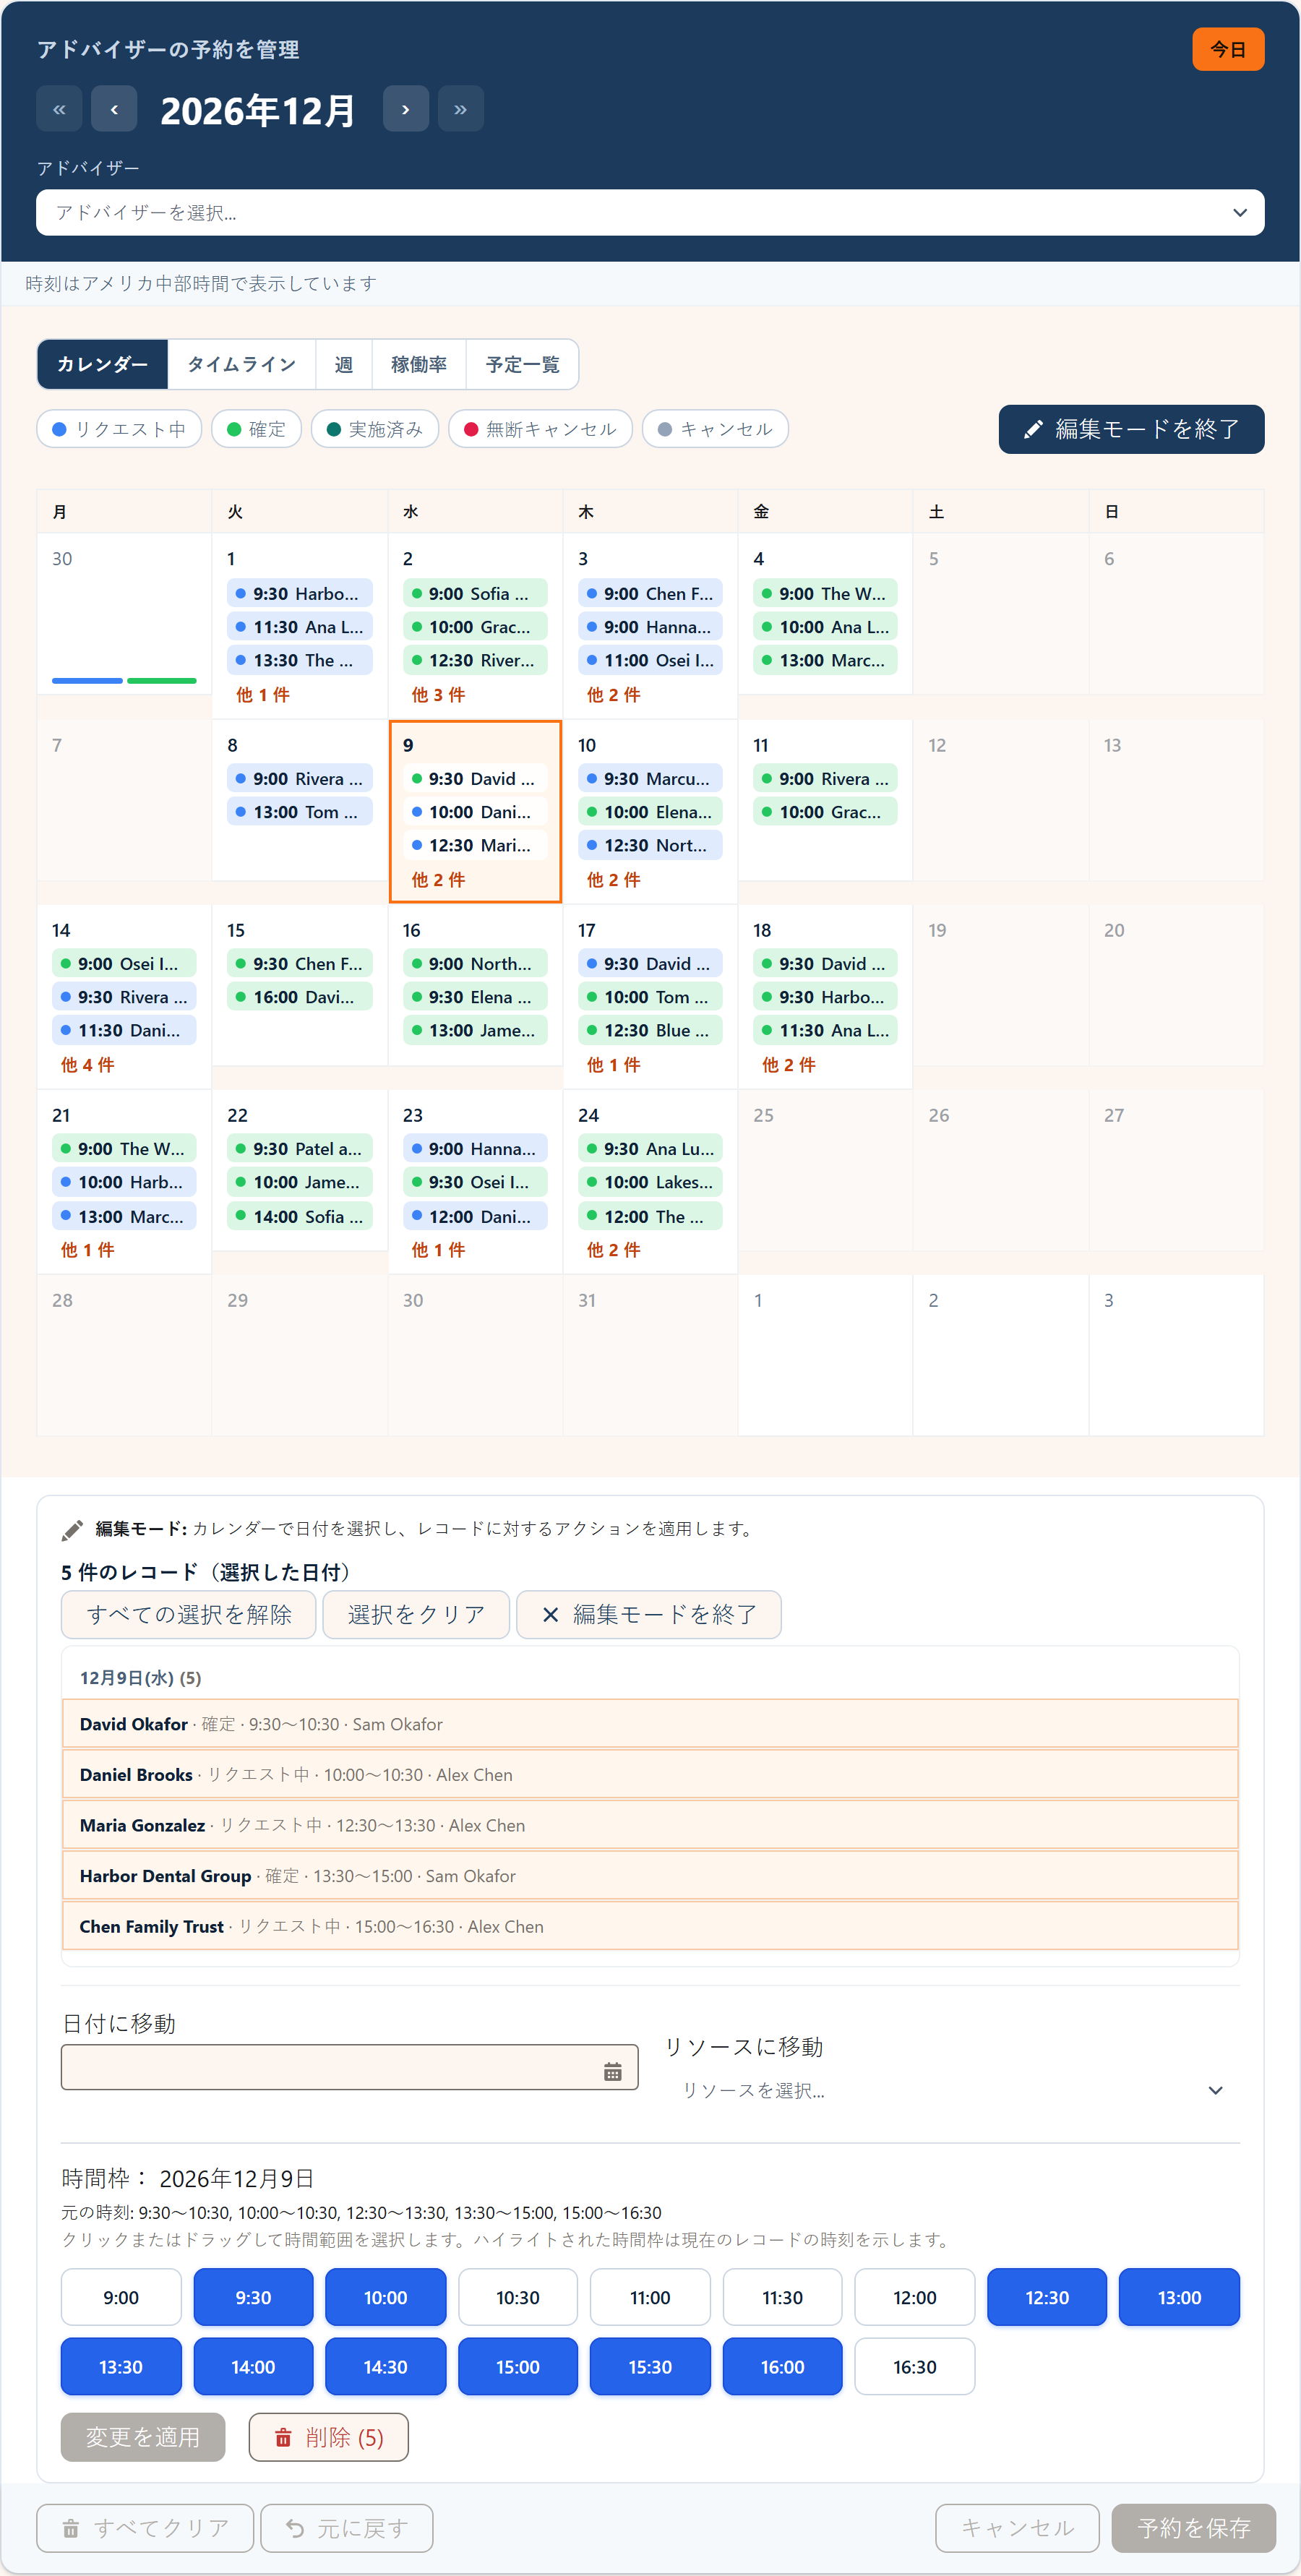 アドバイザーの予約を管理
今日
« ‹ 2026年12月 › »
アドバイザー
アドバイザーを選択...
時刻はアメリカ中部時間で表示しています
カレンダー タイムライン 週 稼働率 予定一覧
リクエスト中 確定 実施済み 無断キャンセル キャンセル
編集モードを終了
月 火 水 木 金 土 日
30 1 2 3 4 5 6
9:30 Harbo... 9:00 Sofia ... 9:00 Chen F... 9:00 The W...
11:30 Ana L... 10:00 Grac... 9:00 Hanna... 10:00 Ana L...
13:30 The ... 12:30 River... 11:00 Osei I... 13:00 Marc...
他 1 件 他 3 件 他 2 件
7 8 9 10 11 12 13
9:00 Rivera ... 9:30 David ... 9:30 Marcu... 9:00 Rivera ...
13:00 Tom ... 10:00 Dani... 10:00 Elena... 10:00 Grac...
12:30 Mari... 12:30 Nort...
他 2 件 他 2 件
14 15 16 17 18 19 20
9:00 Osei I... 9:30 Chen F... 9:00 North... 9:30 David ... 9:30 David ...
9:30 Rivera ... 16:00 Davi... 9:30 Elena ... 10:00 Tom ... 9:30 Harbo...
11:30 Dani... 13:00 Jame... 12:30 Blue ... 11:30 Ana L...
他 4 件 他 1 件 他 2 件
21 22 23 24 25 26 27
9:00 The W... 9:30 Patel a... 9:00 Hanna... 9:30 Ana Lu...
10:00 Harb... 10:00 Jame... 9:30 Osei I... 10:00 Lakes...
13:00 Marc... 14:00 Sofia ... 12:00 Dani... 12:00 The ...
他 1 件 他 1 件 他 2 件
28 29 30 31 1 2 3
編集モード: カレンダーで日付を選択し、レコードに対するアクションを適用します。
5 件のレコード（選択した日付）
すべての選択を解除 選択をクリア 編集モードを終了
12月9日(水) (5)
David Okafor · 確定 · 9:30～10:30 · Sam Okafor
Daniel Brooks · リクエスト中 · 10:00～10:30 · Alex Chen
Maria Gonzalez · リクエスト中 · 12:30～13:30 · Alex Chen
Harbor Dental Group · 確定 · 13:30～15:00 · Sam Okafor
Chen Family Trust · リクエスト中 · 15:00～16:30 · Alex Chen
日付に移動
リソースに移動
リソースを選択...
時間枠： 2026年12月9日
元の時刻: 9:30～10:30, 10:00～10:30, 12:30～13:30, 13:30～15:00, 15:00～16:30
クリックまたはドラッグして時間範囲を選択します。ハイライトされた時間枠は現在のレコードの時刻を示します。
9:00 9:30 10:00 10:30 11:00 11:30 12:00 12:30 13:00
13:30 14:00 14:30 15:00 15:30 16:00 16:30
変更を適用 削除 (5)
すべてクリア 元に戻す キャンセル 予約を保存